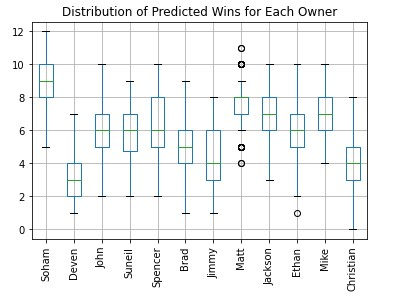 Distribution of Predicted Wins for Each Owner
12
10
8
6
4
2
0
Soham
Deven
John
Suneil
Spencer
Brad
Jimmy
Matt
Jackson
Ethan
Mike
Christian